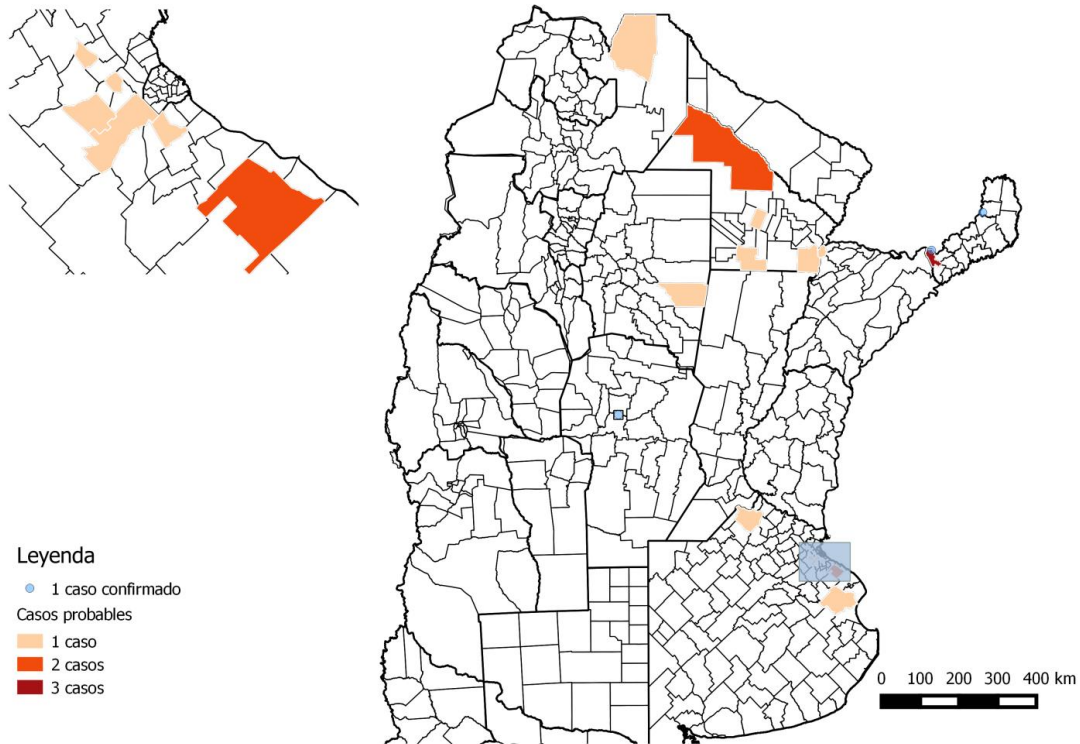 Leyenda
1 caso confirmado
Casos probables
1 caso
2 casos
3 casos
0 100 200 300 400 km